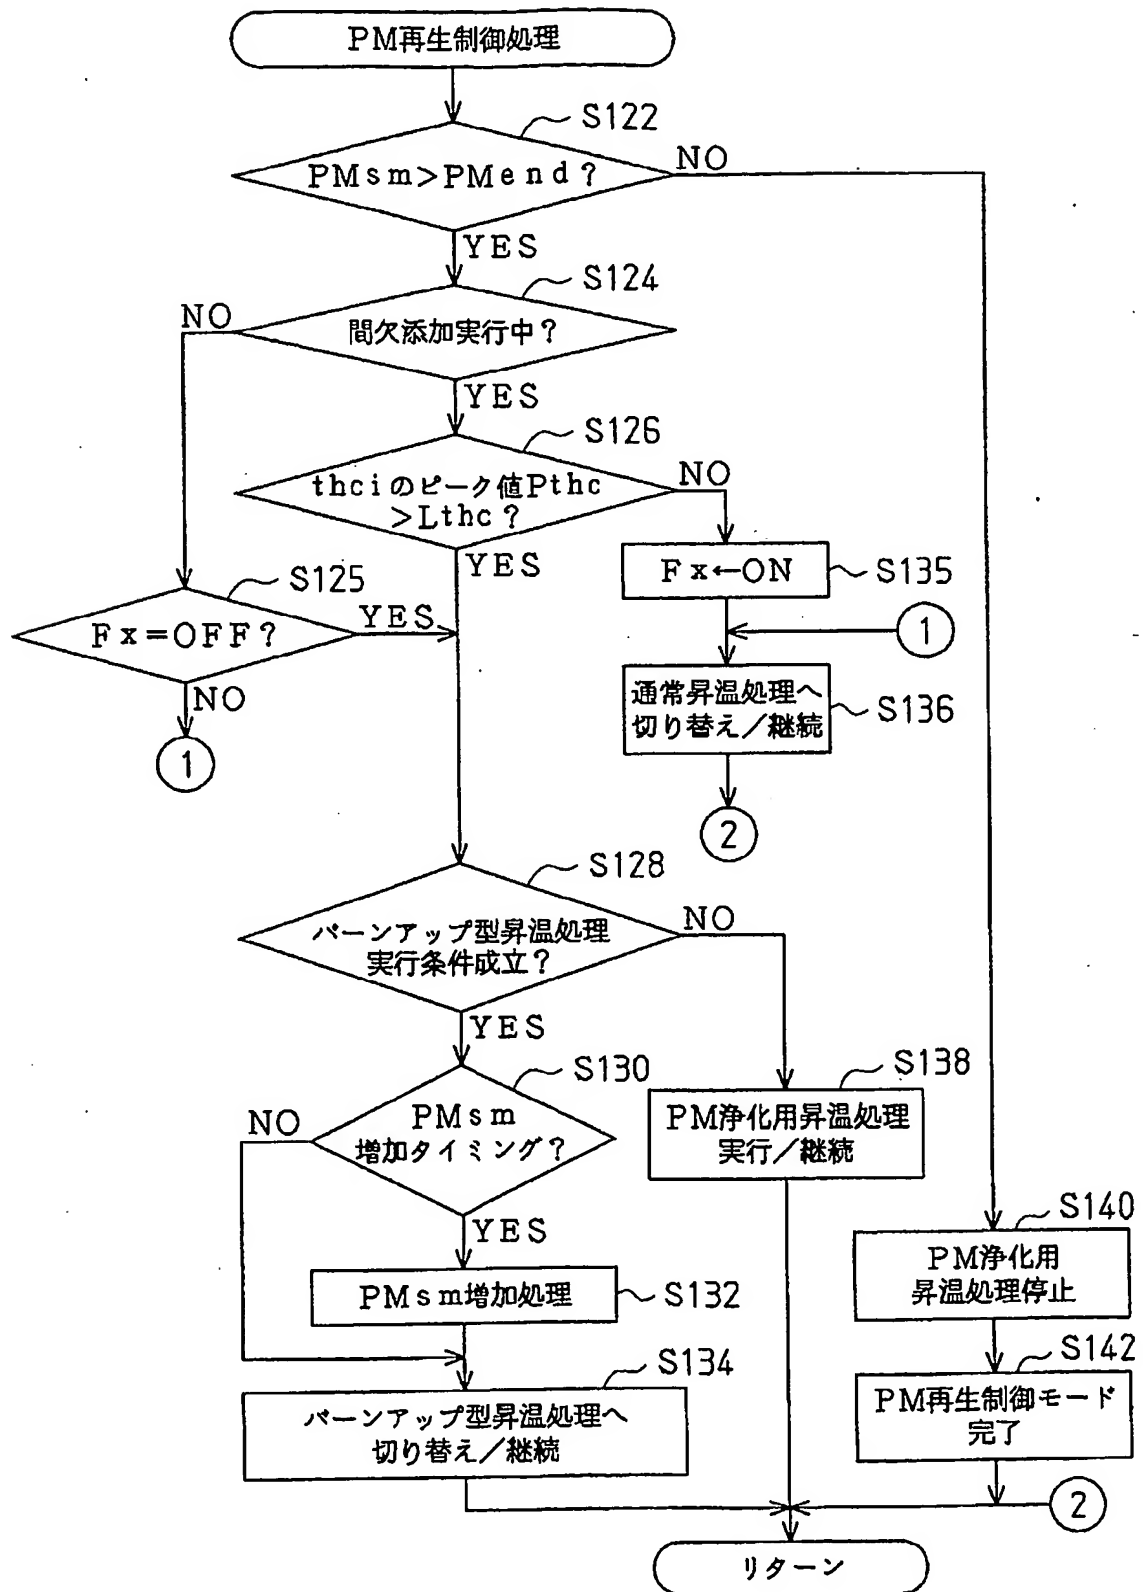 PM再生制御処理
S122
PMsm>PMend?
NO
YES
S124
NO
間欠添加実行中?
YES
S126
thciのピーク値Pthc
>Lthc?
NO
YES
Fx←ON
S135
S125
Fx=OFF?
YES
1
NO
通常昇温処理へ
切り替え/継続
S136
1
2
S128
バーンアップ型昇温処理
実行条件成立?
NO
YES
S130
S138
NO
PMsm
増加タイミング?
PM浄化用昇温処理
実行/継続
YES
S140
PM浄化用
昇温処理停止
PMsm増加処理
S132
S142
S134
PM再生制御モード
完了
バーンアップ型昇温処理へ
切り替え/継続
2
リターン